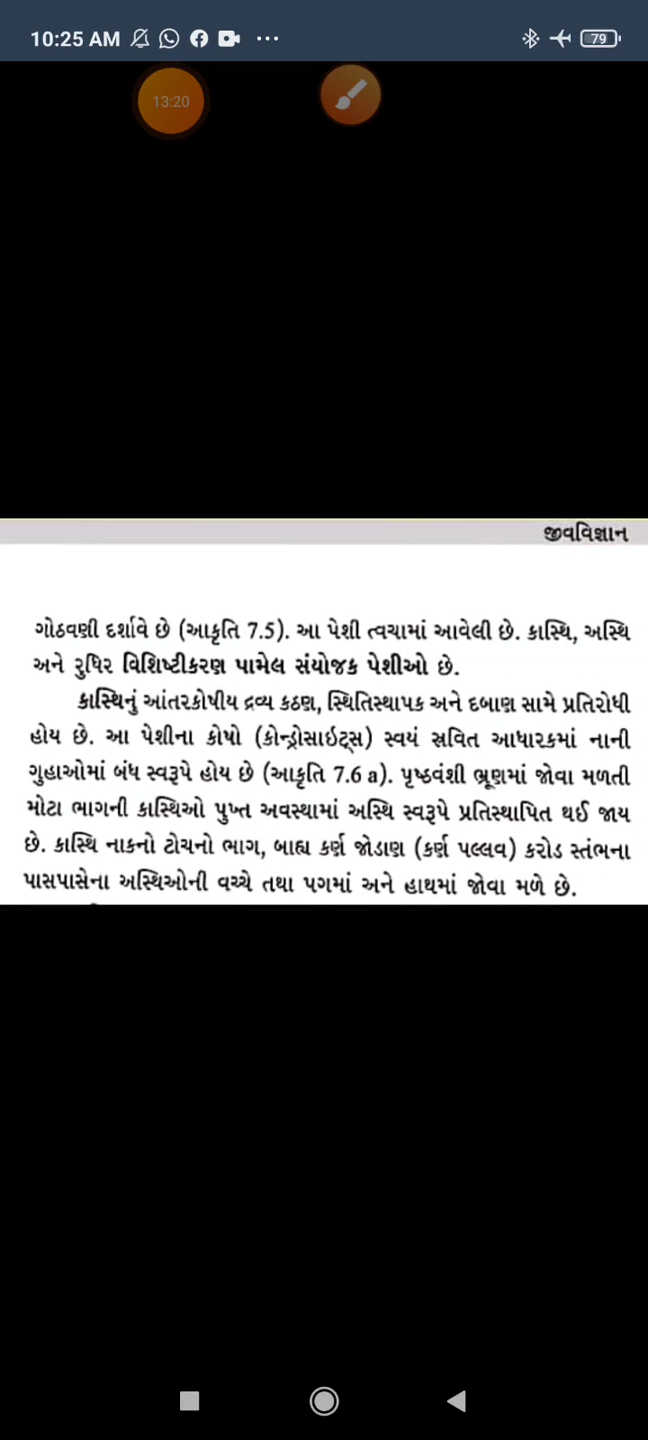 10:25 AM
79
13:20
જીવવિજ્ઞાન
ગોઠવણી દર્શાવે છે (આકૃતિ 7.5). આ પેશી ત્વચામાં આવેલી છે. કાસ્થિ, અસ્થિ
અને રુધિર વિશિષ્ટીકરણ પામેલ સંયોજક પેશીઓ છે.
કાસ્થિનું આંતરકોષીય દ્રવ્ય કઠણ, સ્થિતિસ્થાપક અને દબાણ સામે પ્રતિરોધી
હોય છે. આ પેશીના કોષો (કોન્ડ્રોસાઇટ્સ) સ્વયં સ્રવિત આધારકમાં નાની
ગુહાઓમાં બંધ સ્વરૂપે હોય છે (આકૃતિ 7.6 a). પૃષ્ઠવંશી ભ્રૂણમાં જોવા મળતી
મોટા ભાગની કાસ્થિઓ પુખ્ત અવસ્થામાં અસ્થિ સ્વરૂપે પ્રતિસ્થાપિત થઈ જાય
છે. કાસ્થિ નાકનો ટોચનો ભાગ, બાહ્ય કર્ણ જોડાણ (કર્ણ પલ્લવ) કરોડ સ્તંભના
પાસપાસેના અસ્થિઓની વચ્ચે તથા પગમાં અને હાથમાં જોવા મળે છે.